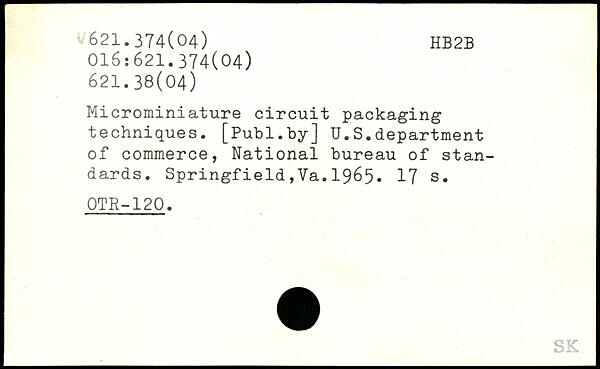 V621.374(04) HB2B
016:621.374(04)
621.38(04)
Microminiature circuit packaging
techniques. [Publ.by] U.S.department
of commerce, National bureau of stan-
dards. Springfield,Va.1965. 17 s.
OTR-120.
SK